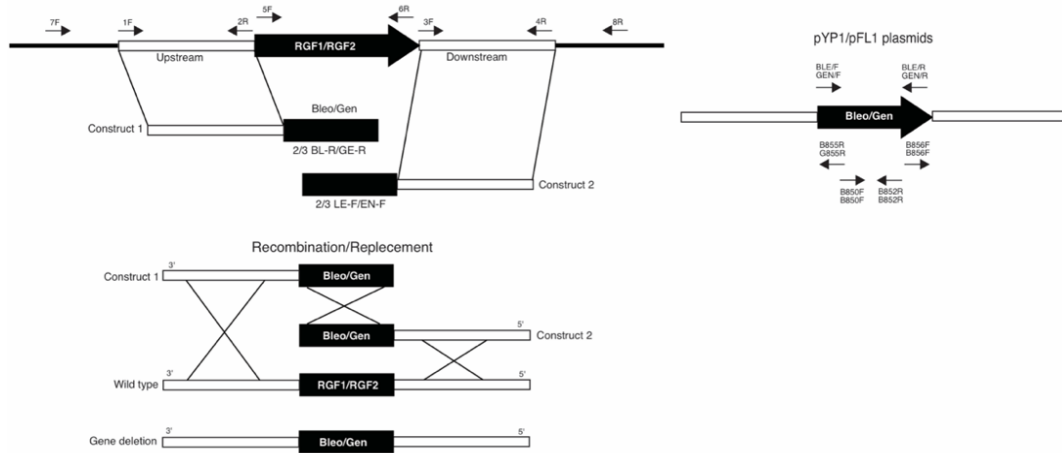 7F 1F 2R 5F 6R 3F 4R 8R
RGF1/RGF2
Upstream
Downstream
Bleo/Gen
Construct 1
2/3 BL-R/GE-R
Construct 2
2/3 LE-F/EN-F
pYP1/pFL1 plasmids
BLE/F
GEN/F
BLE/R
GEN/R
Bleo/Gen
B855R
G855R
B856F
B856F
B850F
B850F
B852R
B852R
Recombination/Replecement
3'
Construct 1
Bleo/Gen
5'
Bleo/Gen
Construct 2
3'
5'
Wild type
RGF1/RGF2
3'
5'
Gene deletion
Bleo/Gen